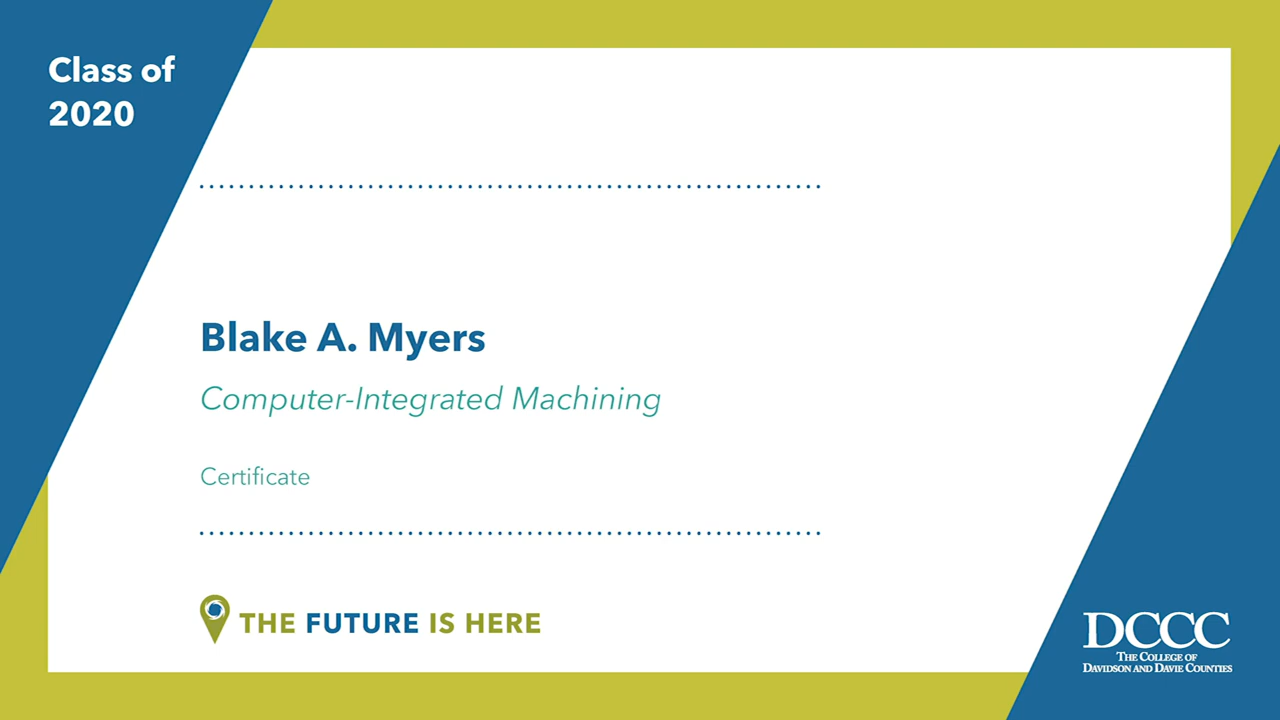 Class of
2020
Blake A. Myers
Computer-Integrated Machining
Certificate
THE FUTURE IS HERE
DCCC
THE COLLEGE OF
DAVIDSON AND DAVIE COUNTIES